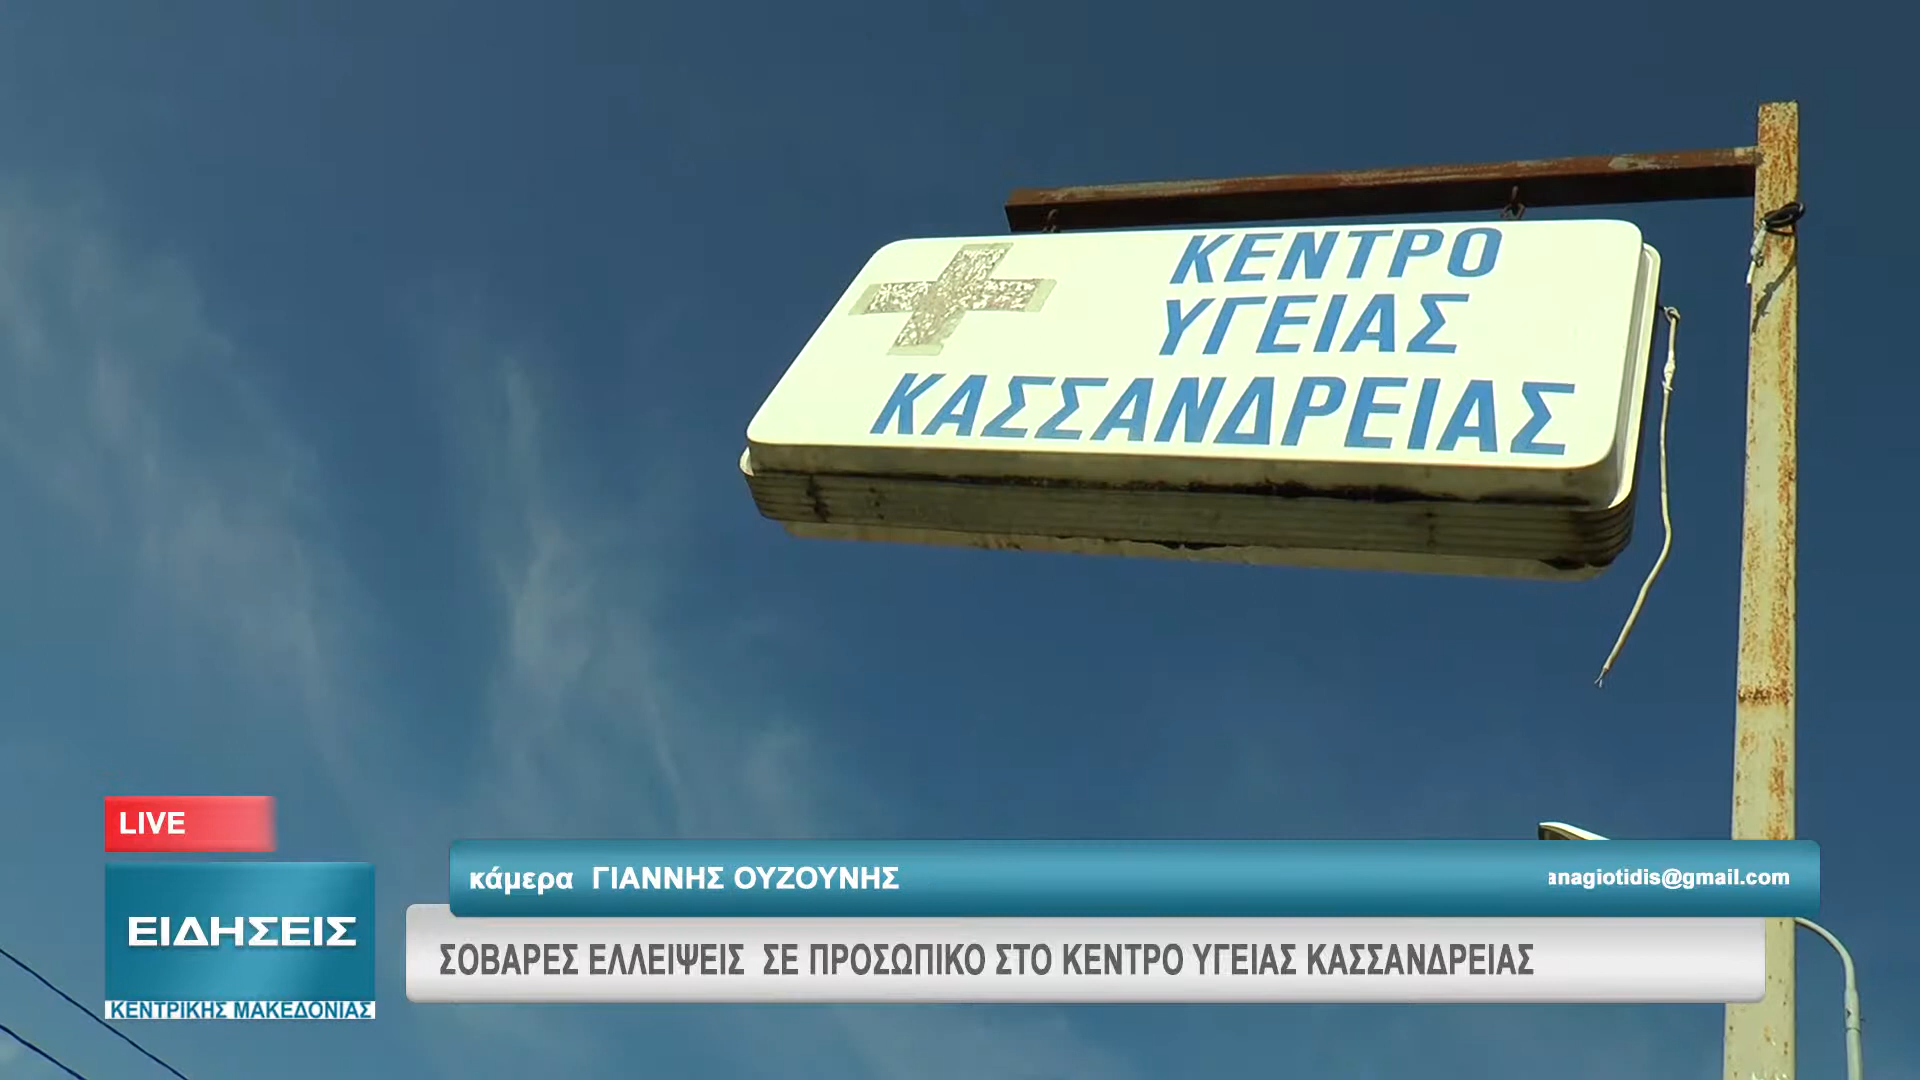 ΚΕΝΤΡΟ
ΥΓΕΙΑΣ
ΚΑΣΣΑΝΔΡΕΙΑΣ
LIVE
κάμερα ΓΙΑΝΝΗΣ ΟΥΖΟΥΝΗΣ
anagiotidis@gmail.com
ΕΙΔΗΣΕΙΣ
ΚΕΝΤΡΙΚΗΣ ΜΑΚΕΔΟΝΙΑΣ
ΣΟΒΑΡΕΣ ΕΛΛΕΙΨΕΙΣ ΣΕ ΠΡΟΣΩΠΙΚΟ ΣΤΟ ΚΕΝΤΡΟ ΥΓΕΙΑΣ ΚΑΣΣΑΝΔΡΕΙΑΣ